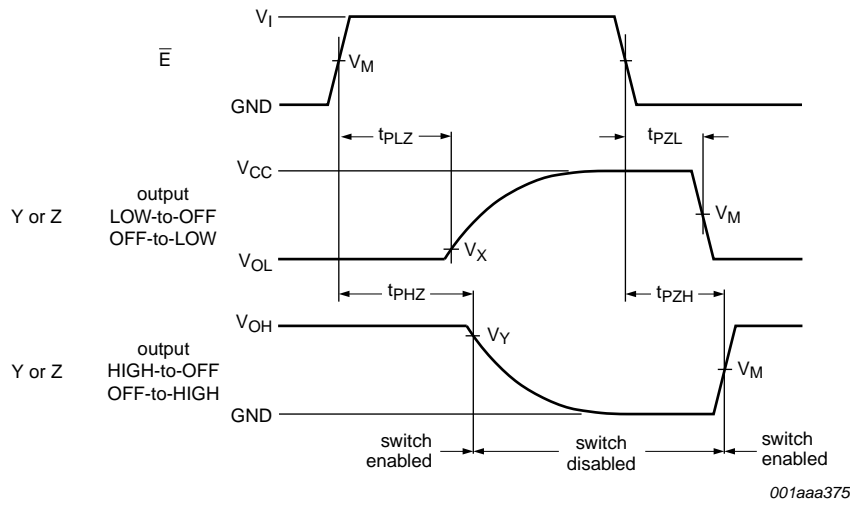 V_I
E̅
V_M
GND
t_PLZ
t_PZL
V_CC
output
Y or Z
LOW-to-OFF
OFF-to-LOW
V_M
V_X
V_OL
t_PHZ
t_PZH
V_OH
V_Y
output
Y or Z
HIGH-to-OFF
OFF-to-HIGH
V_M
GND
switch
enabled
switch
disabled
switch
enabled
001aaa375